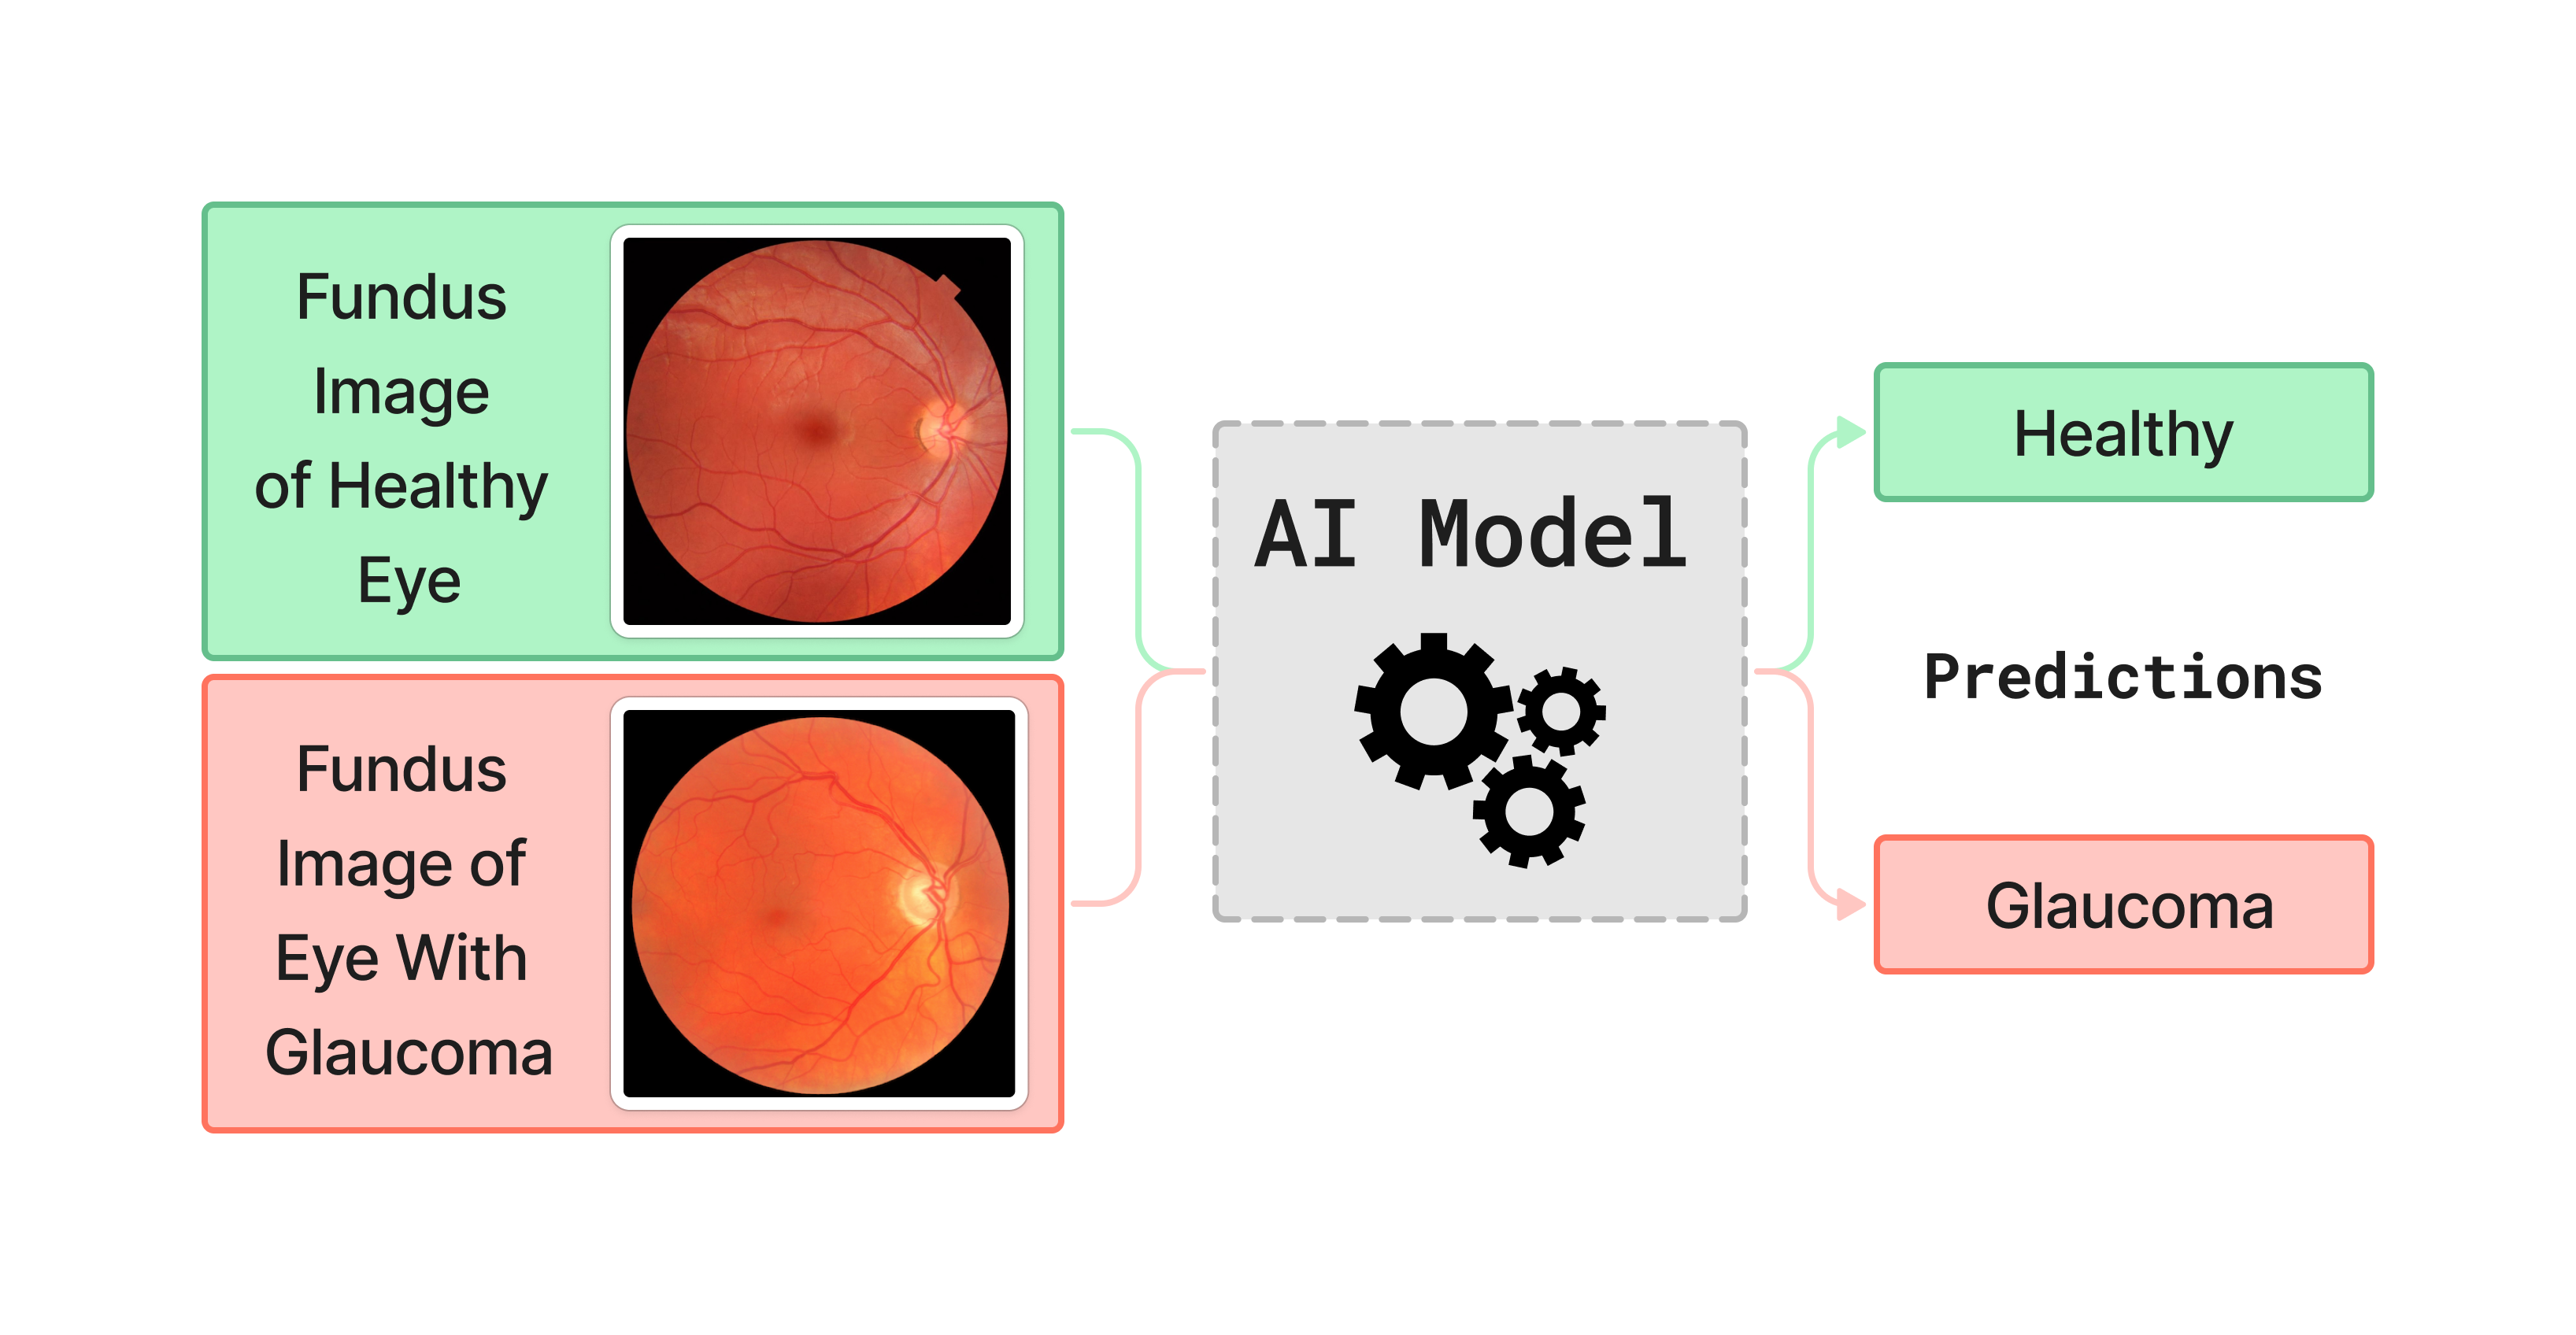 Fundus
Image
of Healthy
Eye
Fundus
Image of
Eye With
Glaucoma
AI Model
Healthy
Predictions
Glaucoma